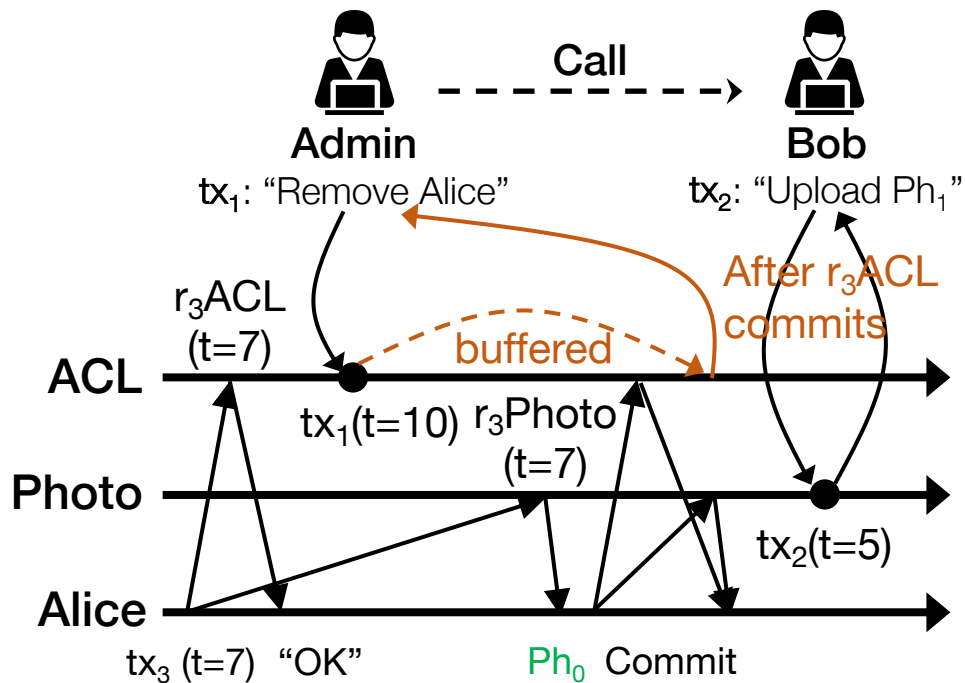 Call
Admin
Bob
tx₁: “Remove Alice”
tx₂: “Upload Ph₁”
After r₃ACL
commits
r₃ACL
(t=7)
buffered
ACL
tx₁(t=10)
r₃Photo
(t=7)
Photo
tx₂(t=5)
Alice
tx₃ (t=7) “OK”
Ph₀ Commit